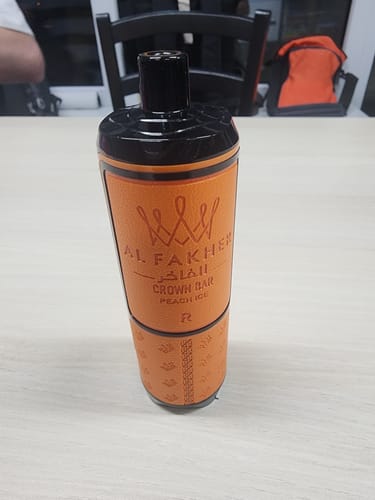 AL FAKHER
الفاخر
CROWN BAR
PEACH ICE
R